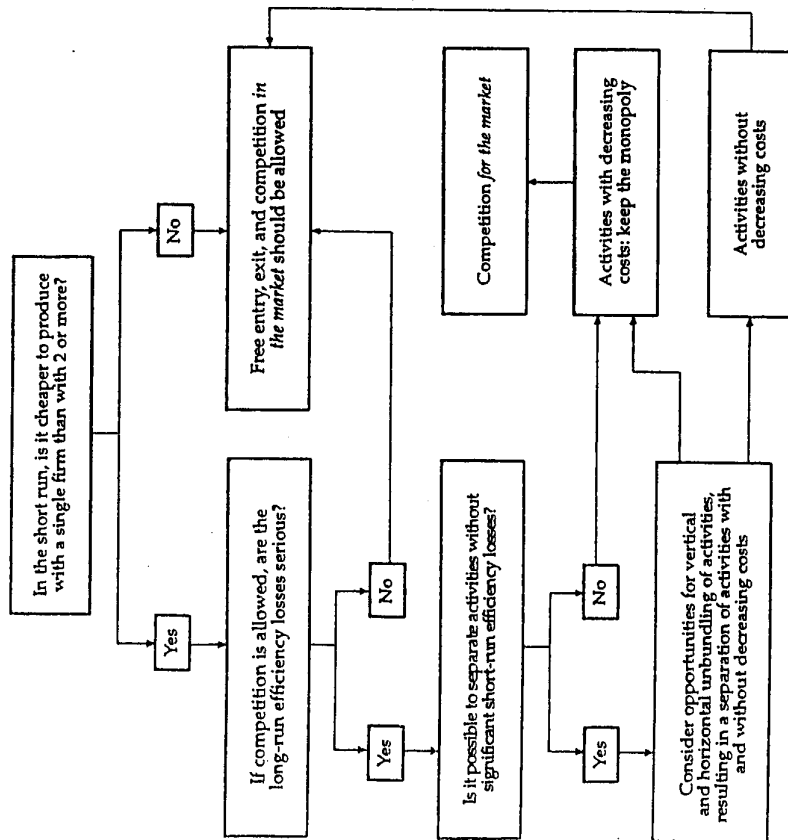 In the short run, is it cheaper to produce
with a single firm than with 2 or more?
Yes
No
If competition is allowed, are the
long-run efficiency losses serious?
Free entry, exit, and competition in
the market should be allowed
Yes
No
Is it possible to separate activities without
significant short-run efficiency losses?
Competition for the market
Yes
No
Activities with decreasing
costs: keep the monopoly
Consider opportunities for vertical
and horizontal unbundling of activities,
resulting in a separation of activities with
and without decreasing costs
Activities without
decreasing costs